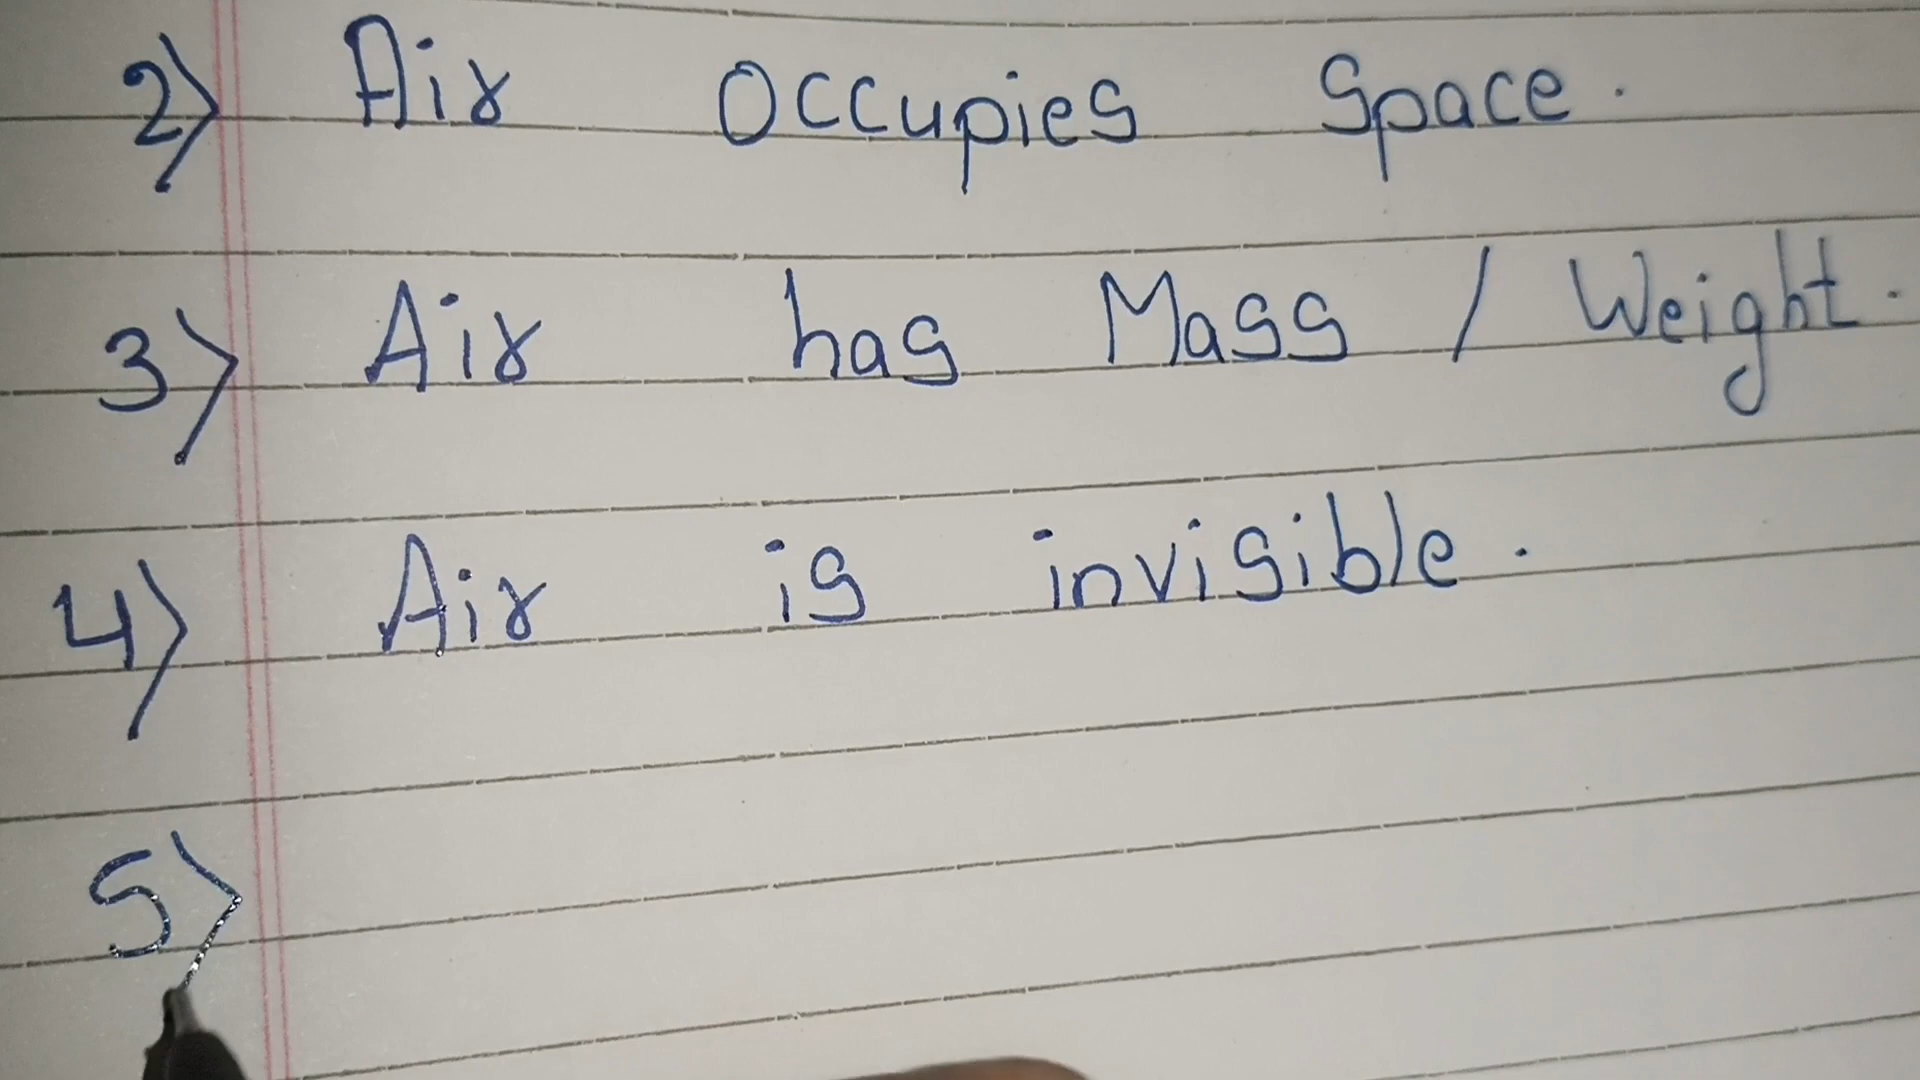 2) Air Occupies Space.
3) Air has Mass / Weight.
4) Air is invisible.
5)